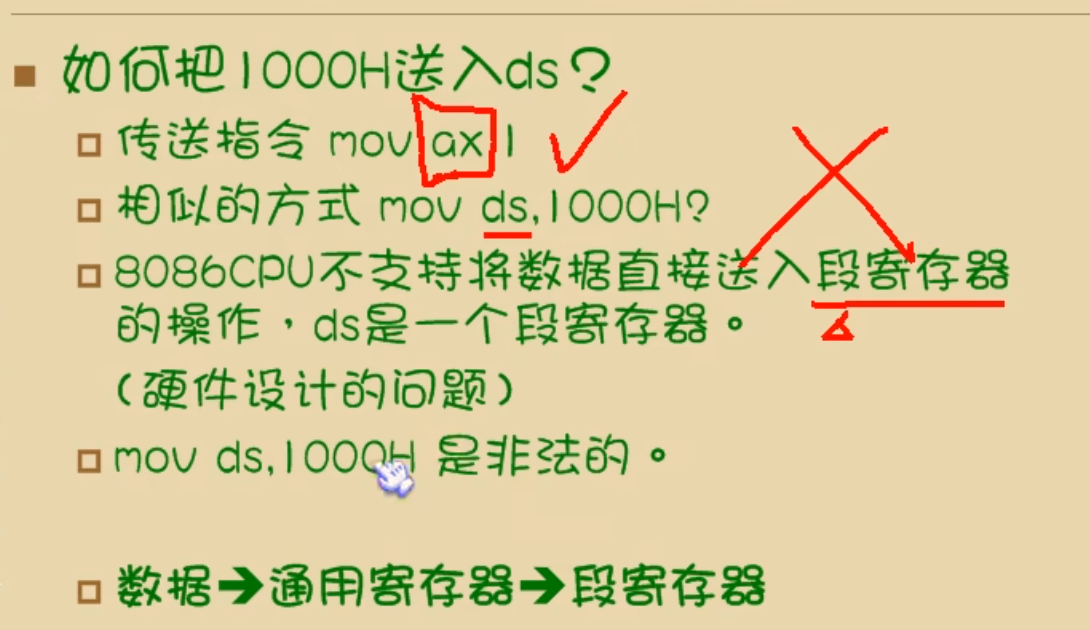 如何把1000H送入ds?
传送指令 mov ax,1
相似的方式 mov ds,1000H?
8086CPU不支持将数据直接送入段寄存器
的操作，ds是一个段寄存器。
(硬件设计的问题)
mov ds,1000H 是非法的。
数据➔通用寄存器➔段寄存器